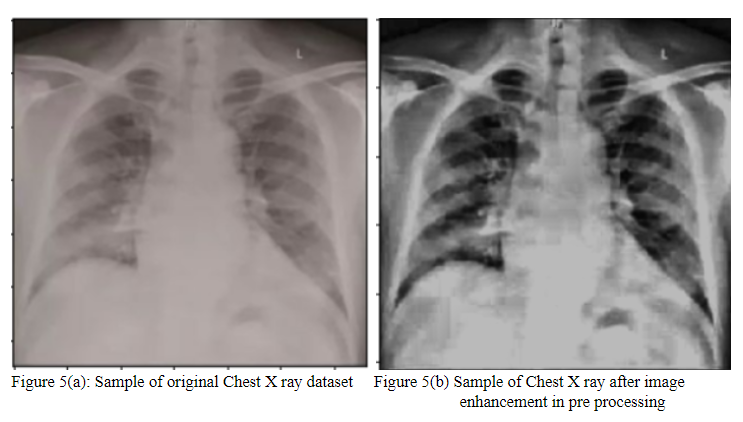 L
L
Figure 5(a): Sample of original Chest X ray dataset
Figure 5(b) Sample of Chest X ray after image
enhancement in pre processing